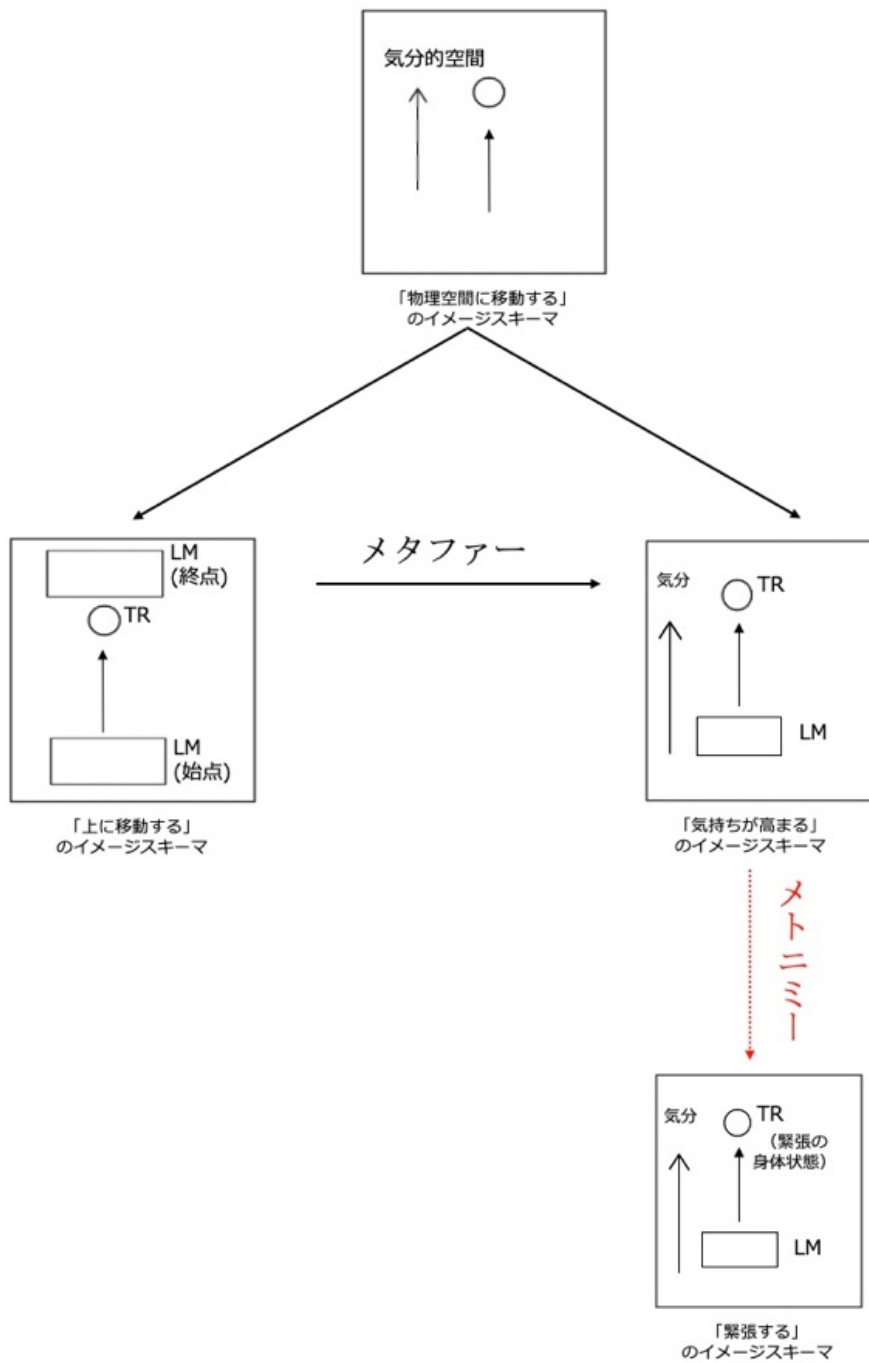 気分的空間
「物理空間に移動する」
のイメージスキーマ
メタファー
LM
(終点)
TR
LM
(始点)
「上に移動する」
のイメージスキーマ
気分
TR
LM
「気持ちが高まる」
のイメージスキーマ
メトニミー
気分
TR
（緊張の
身体状態）
LM
「緊張する」
のイメージスキーマ